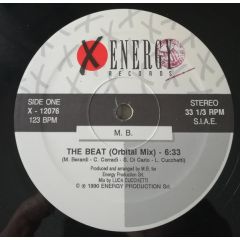 X ENERGY
RECORDS
SIDE ONE
X - 12076
123 BPM
STEREO
33 1/3 RPM
S.I.A.E.
M. B.
THE BEAT (Orbital Mix) - 6:33
(M. Berardi - C. Corradi - B. Di Carlo - L. Cucchetti)
Produced and arranged by M.B. for
Energy Production Srl
Mix by LUCA CUCCHETTI
© ℗ 1990 ENERGY PRODUCTION Srl.